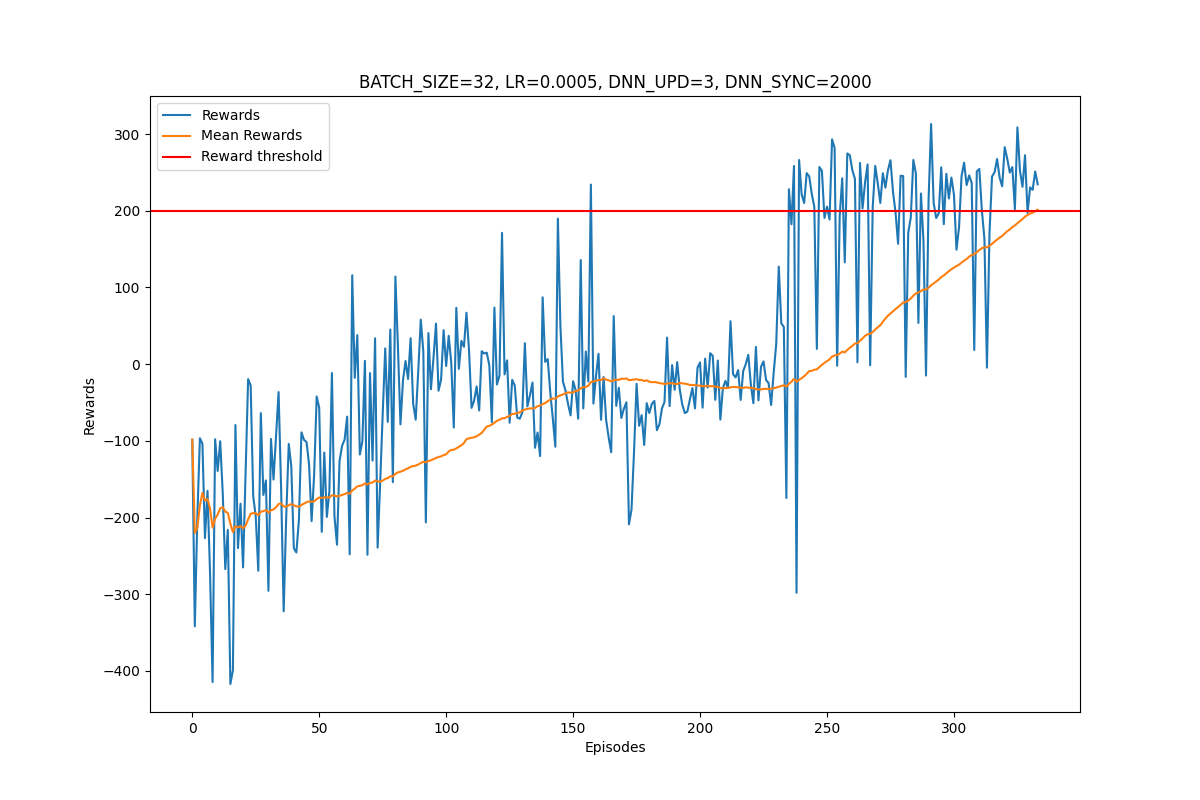 BATCH_SIZE=32, LR=0.0005, DNN_UPD=3, DNN_SYNC=2000
Rewards
Mean Rewards
Reward threshold
300
200
100
0
−100
−200
−300
−400
Rewards
0 50 100 150 200 250 300
Episodes